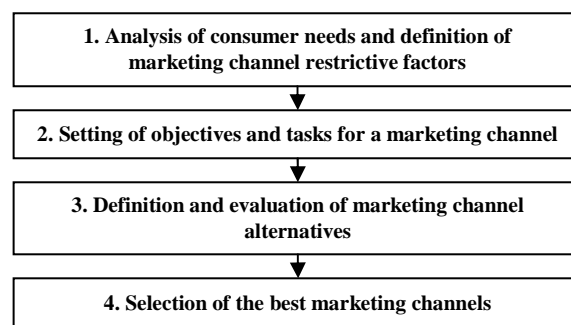 1. Analysis of consumer needs and definition of
marketing channel restrictive factors
2. Setting of objectives and tasks for a marketing channel
3. Definition and evaluation of marketing channel
alternatives
4. Selection of the best marketing channels